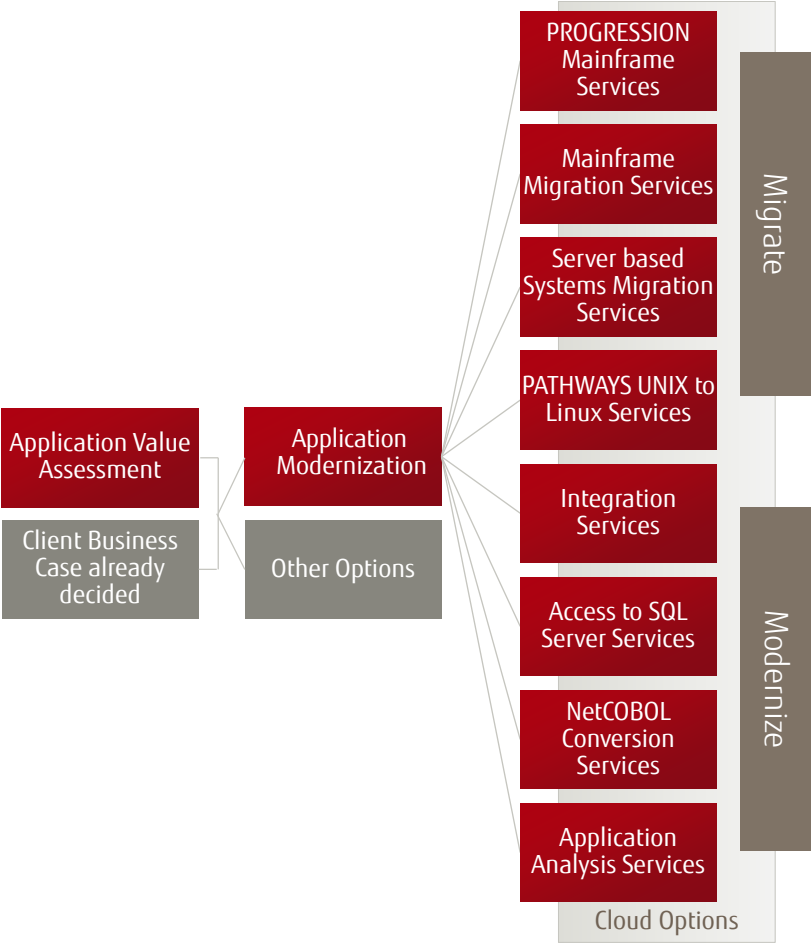 Application Value
Assessment
Client Business
Case already
decided
Application
Modernization
Other Options
PROGRESSION
Mainframe
Services
Mainframe
Migration Services
Server based
Systems Migration
Services
PATHWAYS UNIX to
Linux Services
Integration
Services
Access to SQL
Server Services
NetCOBOL
Conversion
Services
Application
Analysis Services
Cloud Options
Migrate
Modernize